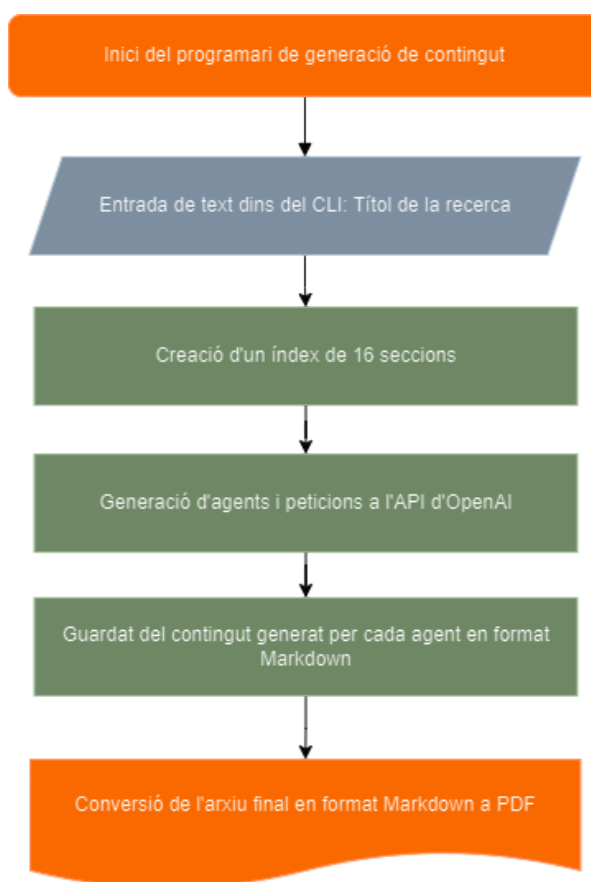 Inici del programari de generació de contingut
Entrada de text dins del CLI: Títol de la recerca
Creació d'un índex de 16 seccions
Generació d'agents i peticions a l'API d'OpenAI
Guardat del contingut generat per cada agent en format
Markdown
Conversió de l'arxiu final en format Markdown a PDF